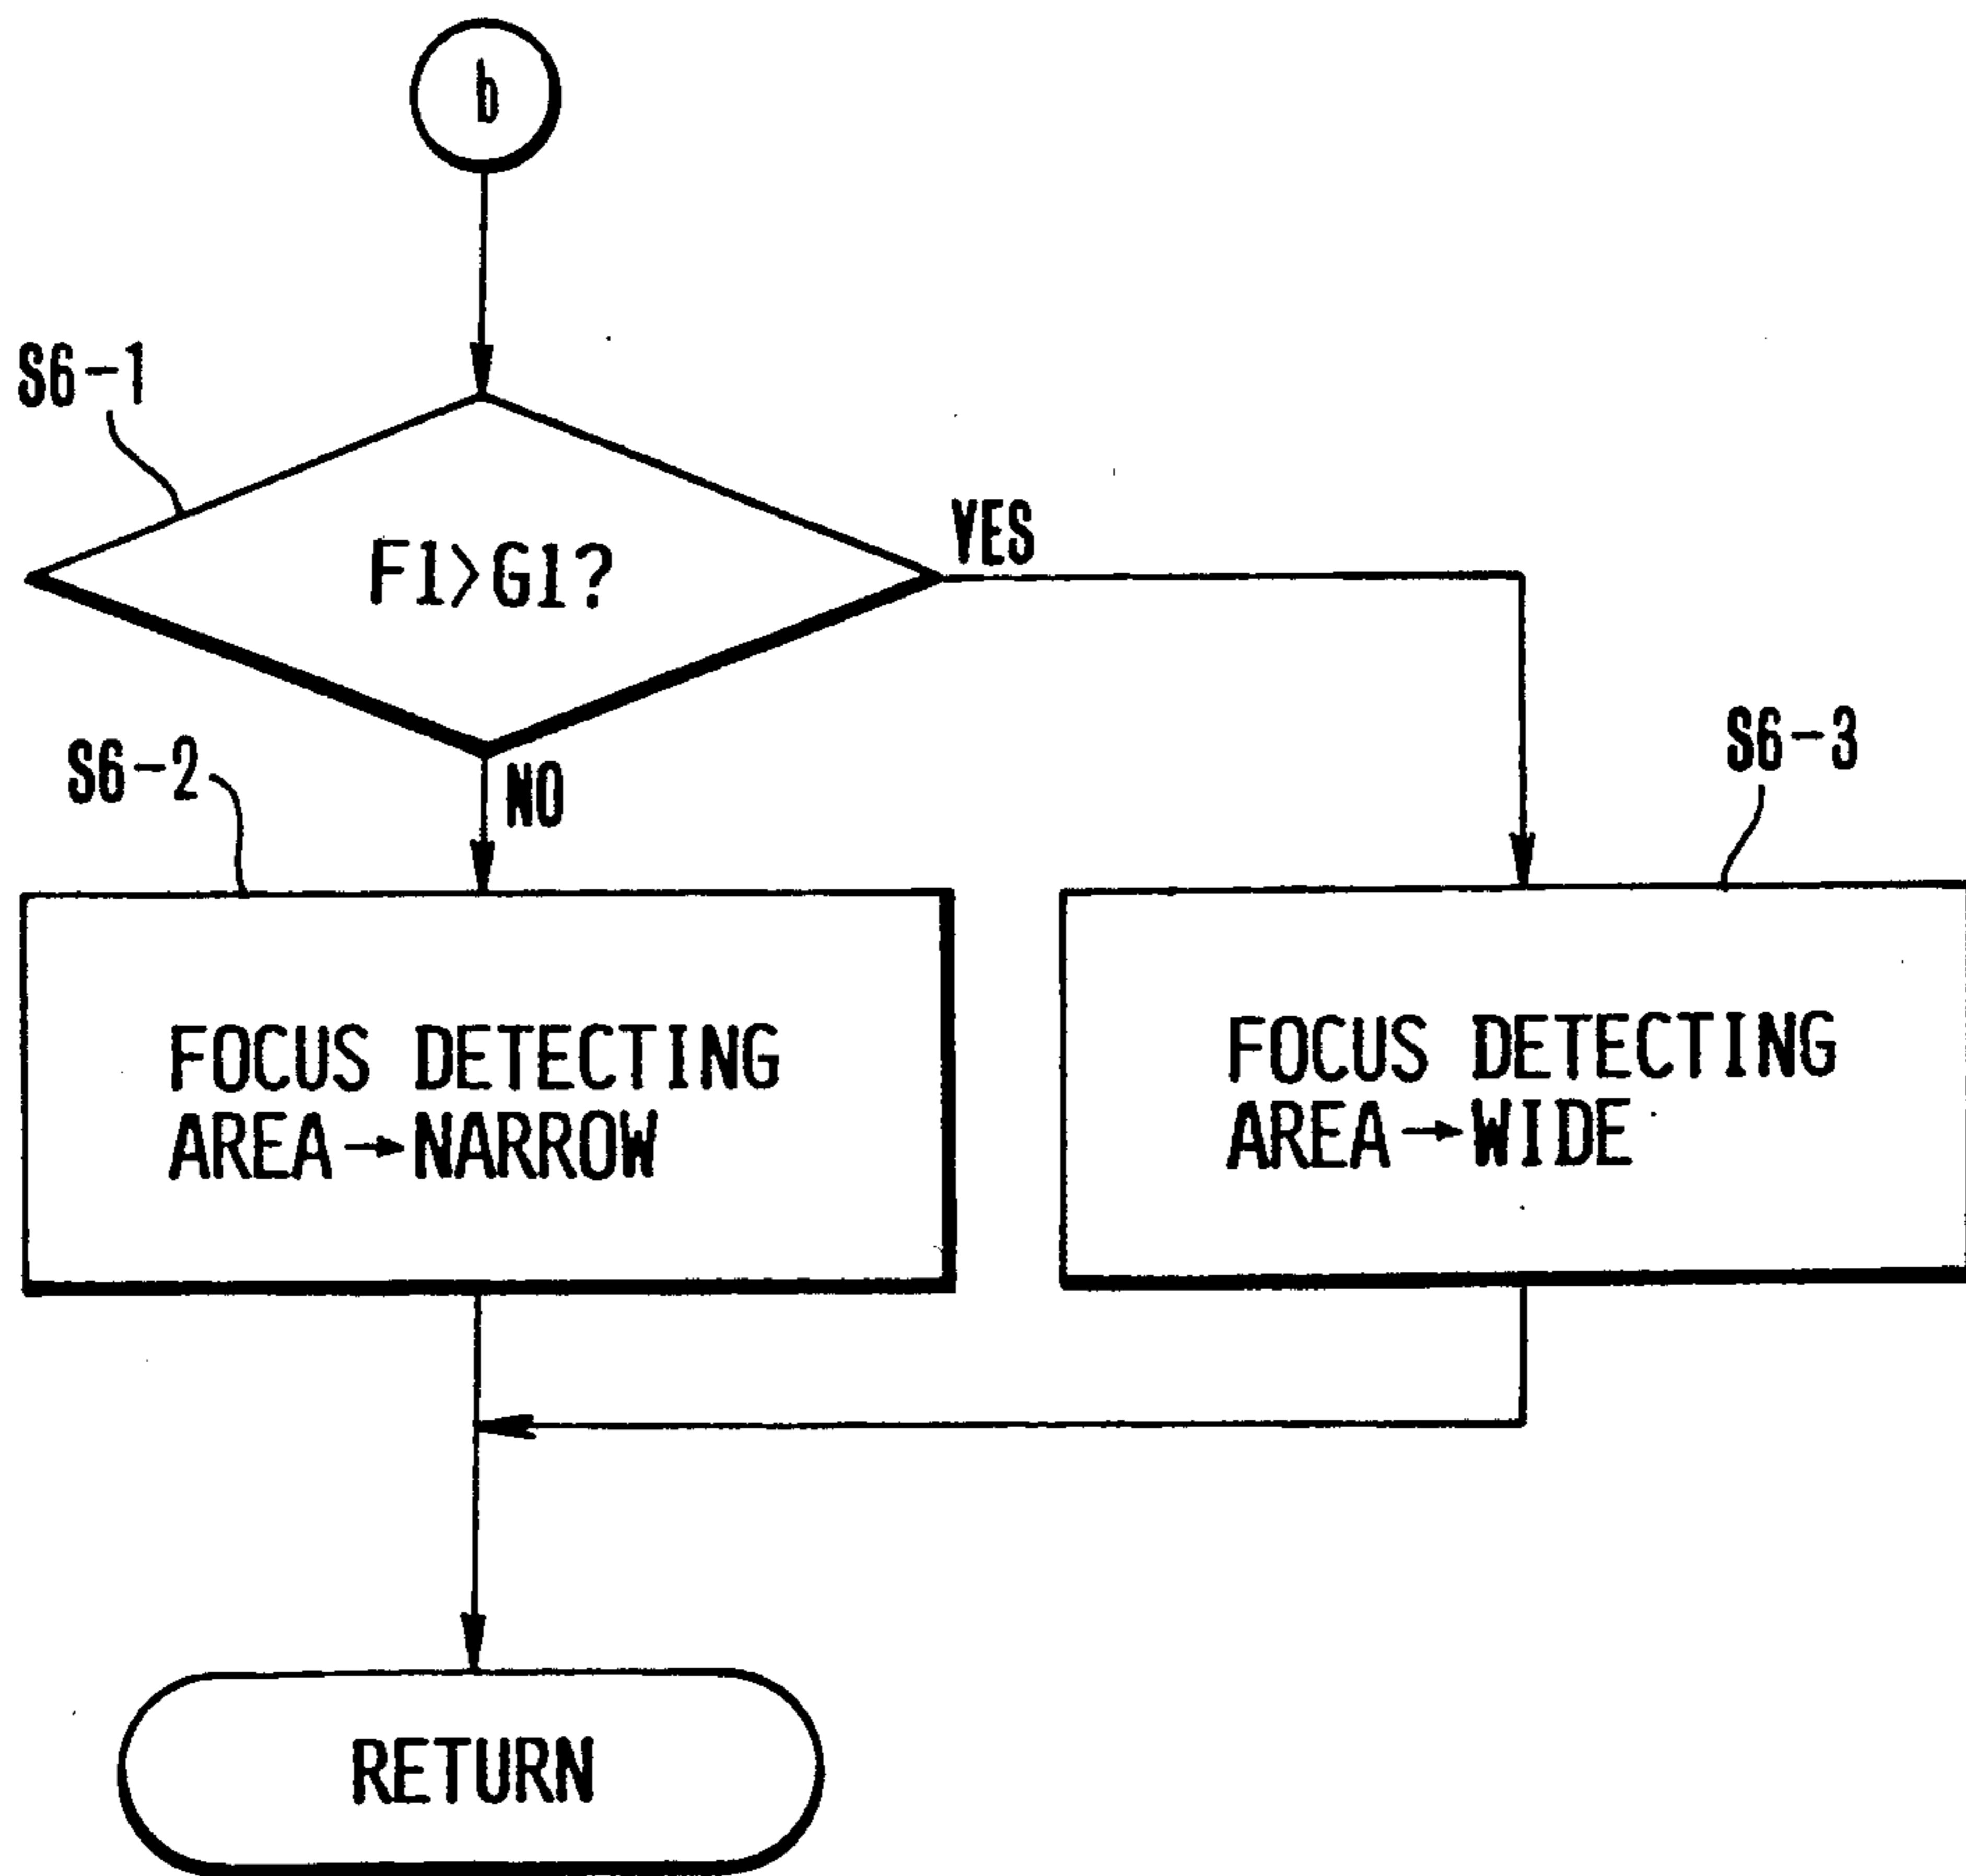 b
S6-1
F1>G1?
YES
S6-2
NO
S6-3
FOCUS DETECTING
AREA→NARROW
FOCUS DETECTING
AREA→WIDE
RETURN